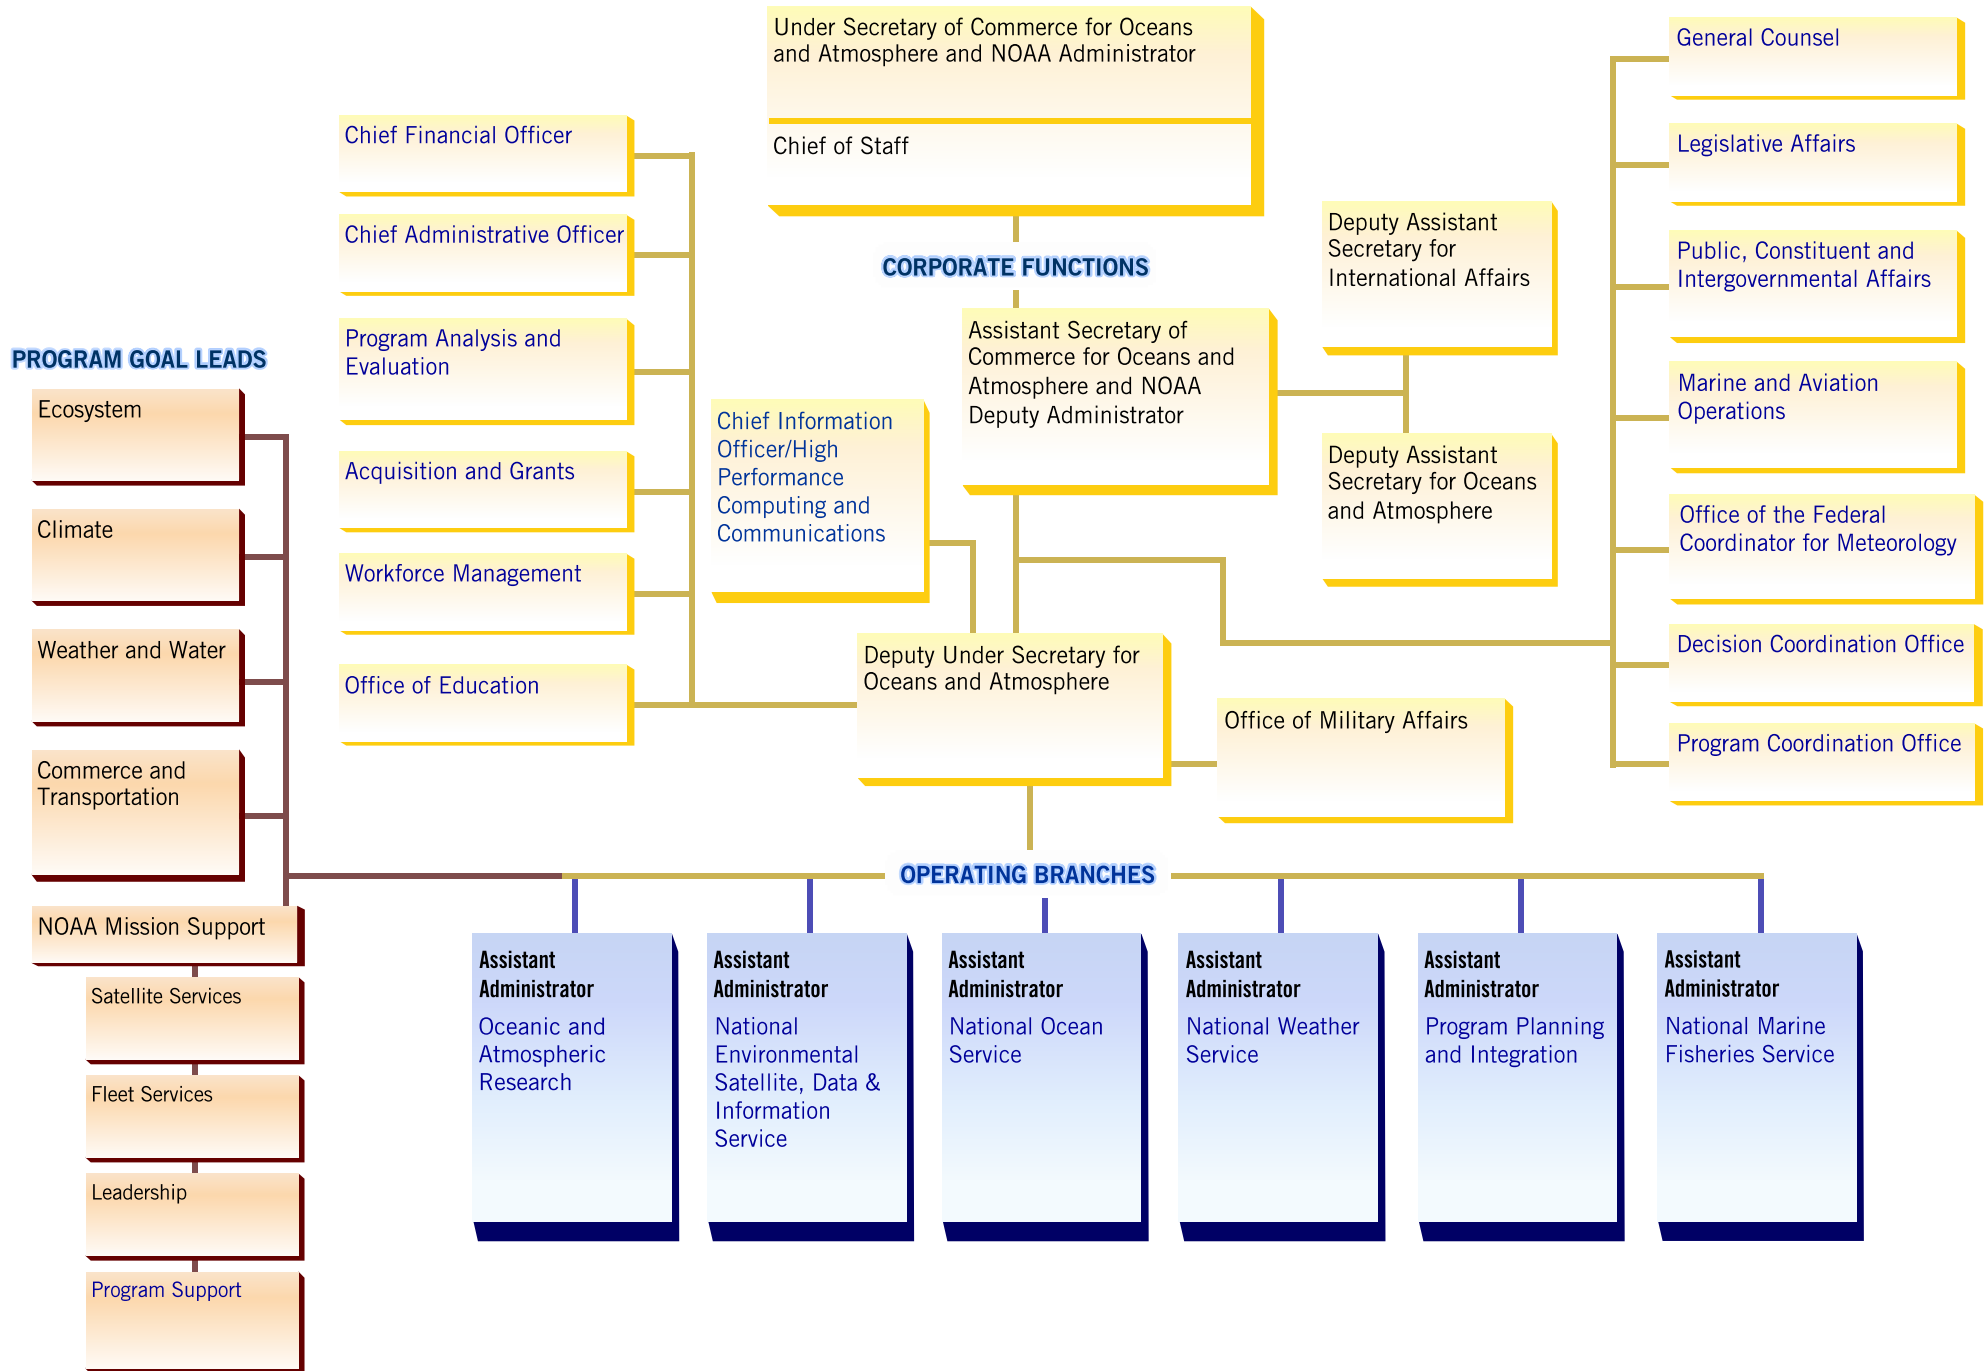 Under Secretary of Commerce for Oceans
and Atmosphere and NOAA Administrator
Chief of Staff
CORPORATE FUNCTIONS
Assistant Secretary of
Commerce for Oceans and
Atmosphere and NOAA
Deputy Administrator
Deputy Assistant
Secretary for
International Affairs
Deputy Assistant
Secretary for Oceans
and Atmosphere
General Counsel
Legislative Affairs
Public, Constituent and
Intergovernmental Affairs
Marine and Aviation
Operations
Office of the Federal
Coordinator for Meteorology
Decision Coordination Office
Program Coordination Office
Chief Financial Officer
Chief Administrative Officer
Program Analysis and
Evaluation
Acquisition and Grants
Workforce Management
Office of Education
Chief Information
Officer/High
Performance
Computing and
Communications
Deputy Under Secretary for
Oceans and Atmosphere
Office of Military Affairs
PROGRAM GOAL LEADS
Ecosystem
Climate
Weather and Water
Commerce and
Transportation
NOAA Mission Support
Satellite Services
Fleet Services
Leadership
Program Support
OPERATING BRANCHES
Assistant
Administrator
Oceanic and
Atmospheric
Research
Assistant
Administrator
National
Environmental
Satellite, Data &
Information
Service
Assistant
Administrator
National Ocean
Service
Assistant
Administrator
National Weather
Service
Assistant
Administrator
Program Planning
and Integration
Assistant
Administrator
National Marine
Fisheries Service